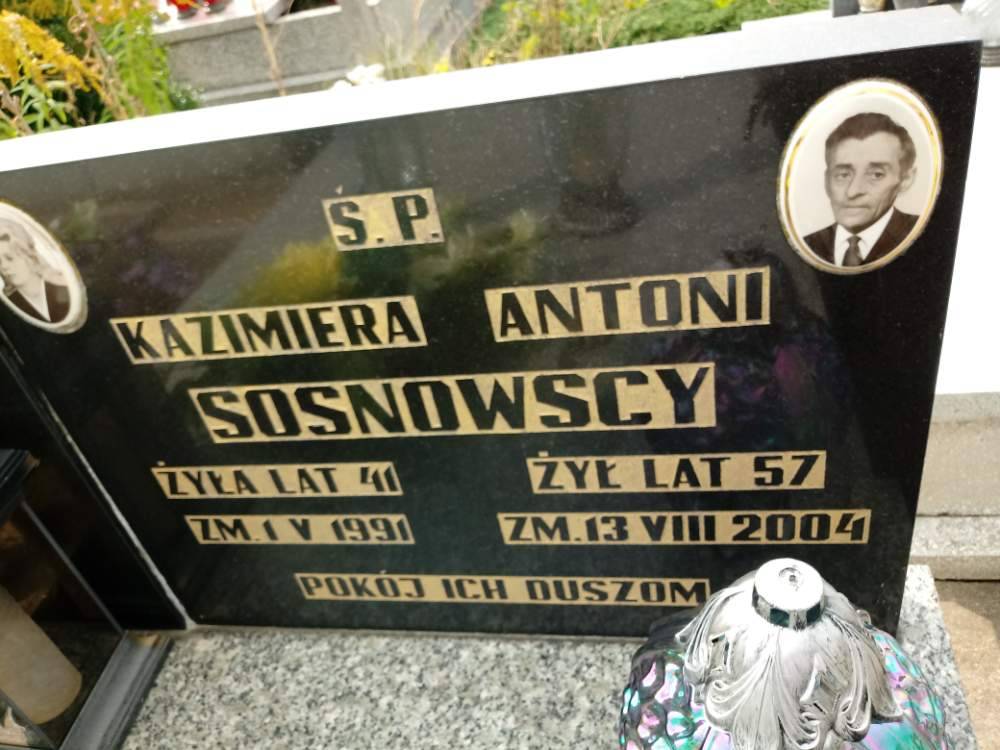 Ś. P.
KAZIMIERA ANTONI
SOSNOWSCY
ŻYŁA LAT 41 ŻYŁ LAT 57
ZM. 1 V 1991 ZM. 13 VIII 2004
POKÓJ ICH DUSZOM